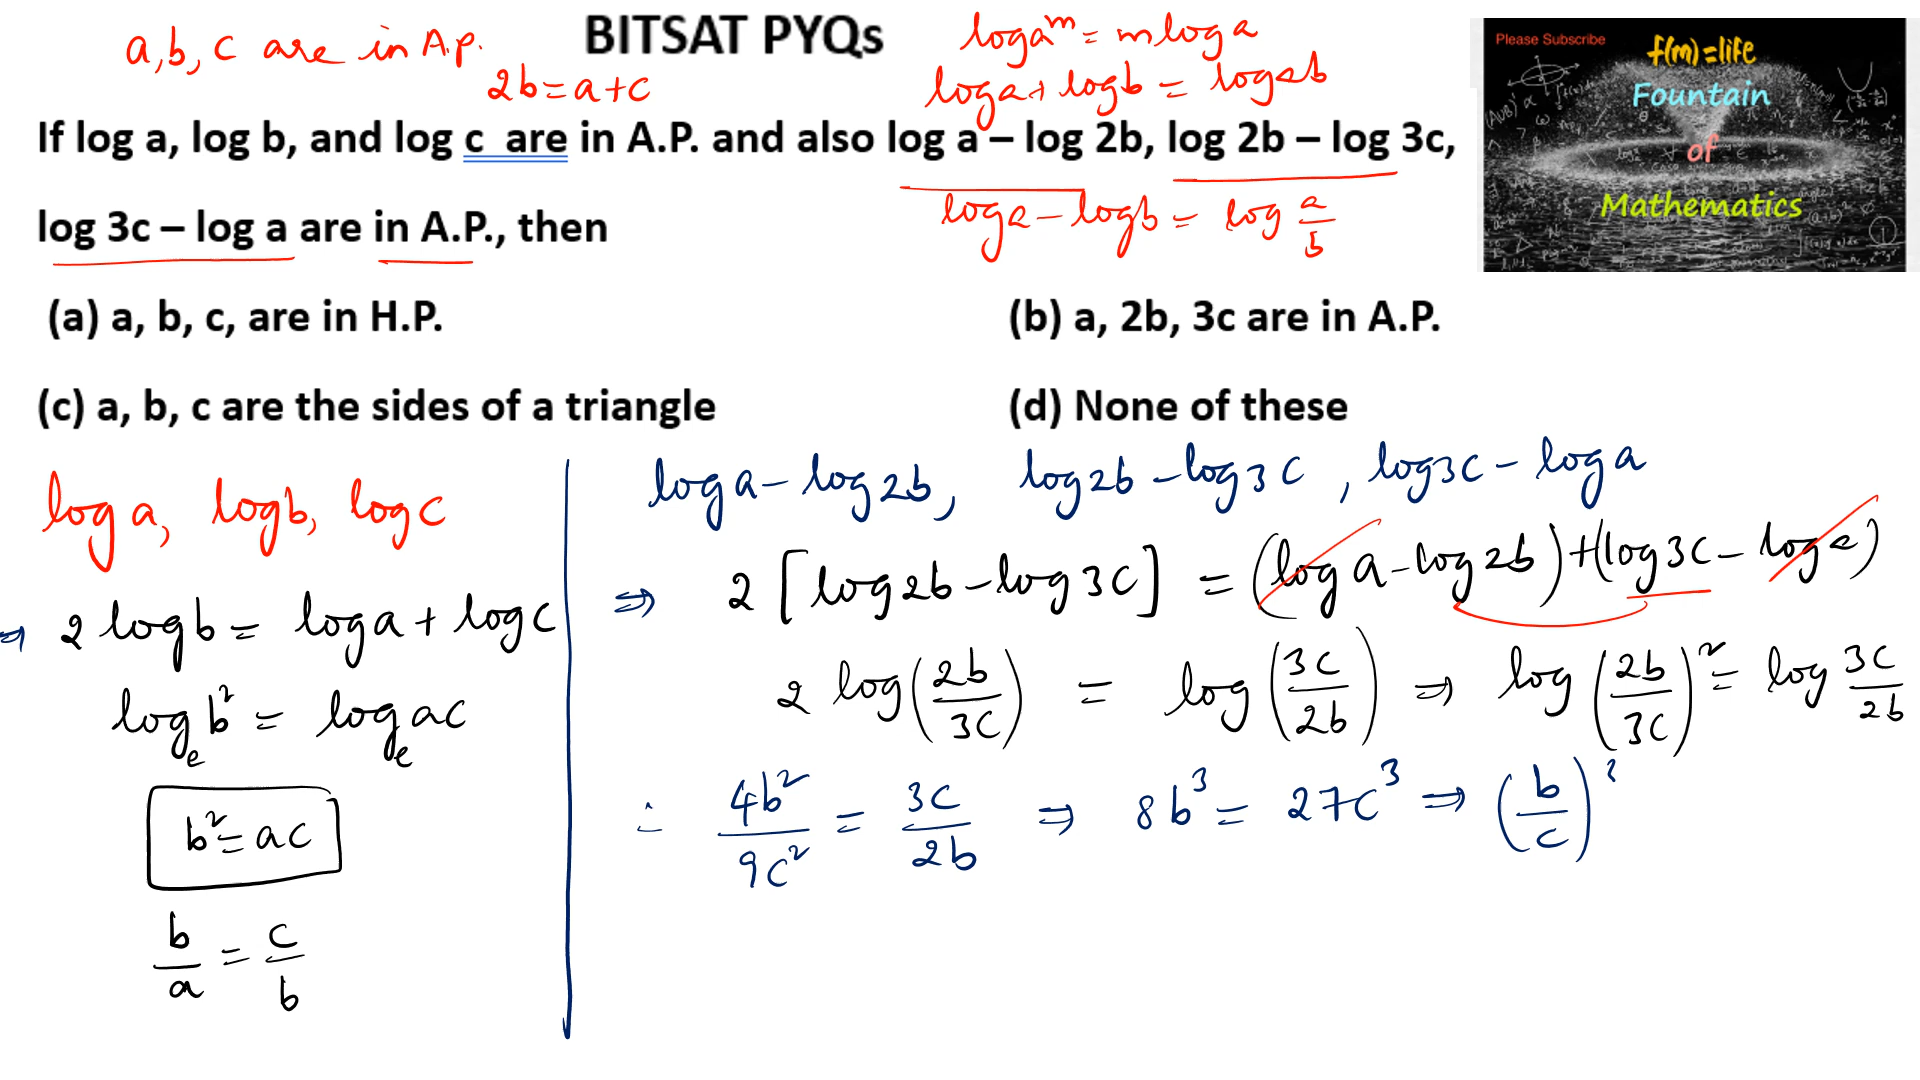 a, b, c are in A.p.
2b = a + c
BITSAT PYQs
log a^m = m log a
log a + log b = log ab
Please Subscribe
f(m) = life
Fountain
of
Mathematics
If log a, log b, and log c are in A.P. and also log a – log 2b, log 2b – log 3c,
log a – log b = log a/b
log 3c – log a are in A.P., then
(a) a, b, c, are in H.P.
(b) a, 2b, 3c are in A.P.
(c) a, b, c are the sides of a triangle
(d) None of these
log a, log b, log c
⇒ 2 log b = log a + log c
log_e b² = log_e ac
b² = ac
b/a = c/b
log a – log 2b, log 2b – log 3c, log 3c – log a
⇒ 2 [log 2b – log 3c] = (log a – log 2b) + (log 3c – log a)
2 log (2b/3c) = log (3c/2b) ⇒ log (2b/3c)² = log 3c/2b
∴ 4b²/9c² = 3c/2b ⇒ 8b³ = 27c³ ⇒ (b/c)